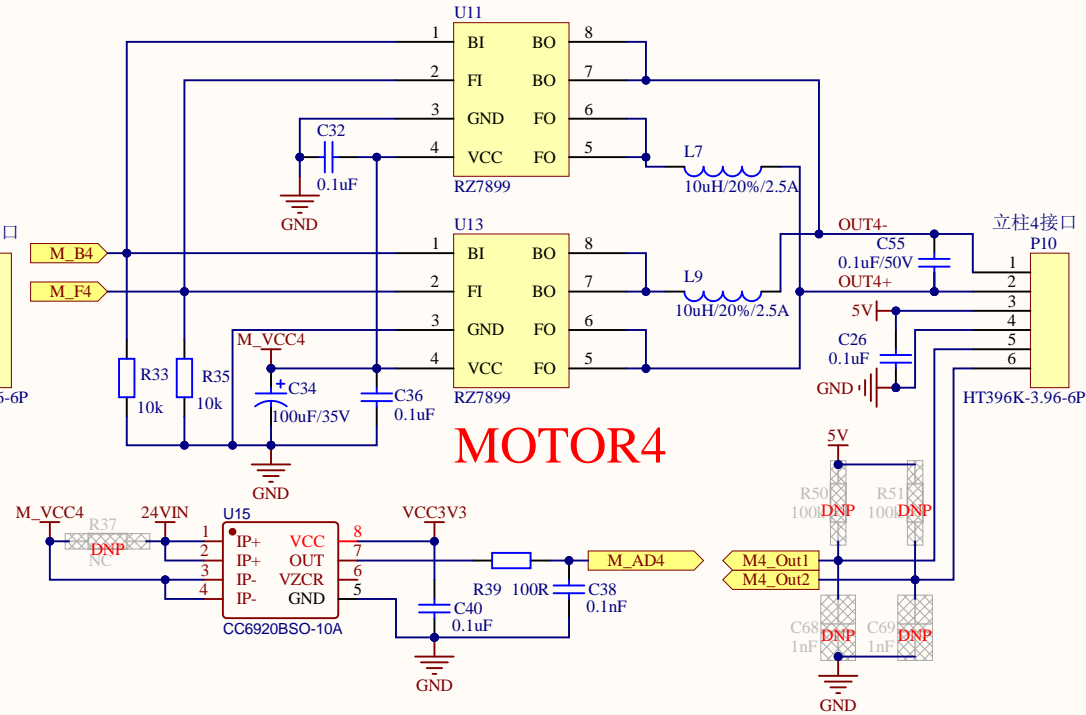 U11
1 BI BO 8
2 FI BO 7
3 GND FO 6
4 VCC FO 5
RZ7899
C32
0.1uF
GND
L7
10uH/20%/2.5A
U13
1 BI BO 8
2 FI BO 7
3 GND FO 6
4 VCC FO 5
RZ7899
L9
10uH/20%/2.5A
口
M_B4
M_F4
M_VCC4
R33
10k
R35
10k
C34
100uF/35V
C36
0.1uF
GND
-6P
OUT4-
C55
0.1uF/50V
OUT4+
立柱4接口
P10
1
2
3
4
5
6
5V
C26
0.1uF
GND
HT396K-3.96-6P
MOTOR4
M_VCC4
R37
DNP
NC
24VIN
U15
1 IP+ VCC 8
2 IP+ OUT 7
3 IP- VZCR 6
4 IP- GND 5
CC6920BSO-10A
VCC3V3
R39 100R
M_AD4
C38
0.1nF
C40
0.1uF
GND
5V
R50
100k
DNP
R51
100k
DNP
M4_Out1
M4_Out2
C68
1nF
DNP
C69
1nF
DNP
GND